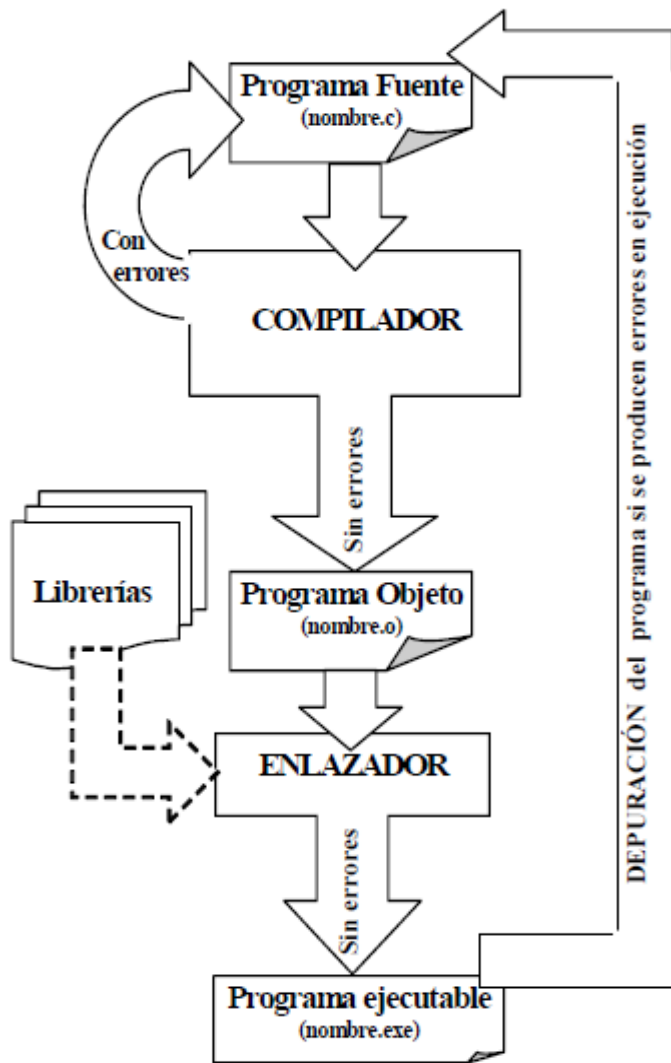 Programa Fuente
(nombre.c)
Con
errores
COMPILADOR
Sin errores
Librerías
Programa Objeto
(nombre.o)
ENLAZADOR
Sin errores
Programa ejecutable
(nombre.exe)
DEPURACIÓN del programa si se producen errores en ejecución